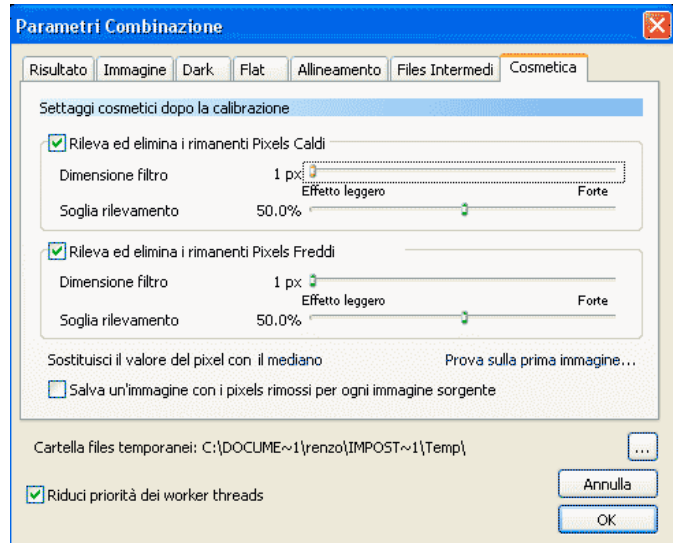 Parametri Combinazione
Risultato Immagine Dark Flat Allineamento Files Intermedi Cosmetica
Settaggi cosmetici dopo la calibrazione
Rileva ed elimina i rimanenti Pixels Caldi
Dimensione filtro 1 px
Effetto leggero Forte
Soglia rilevamento 50.0%
Rileva ed elimina i rimanenti Pixels Freddi
Dimensione filtro 1 px
Effetto leggero Forte
Soglia rilevamento 50.0%
Sostituisci il valore del pixel con il mediano Prova sulla prima immagine...
Salva un'immagine con i pixels rimossi per ogni immagine sorgente
Cartella files temporanei: C:\DOCUME~1\renzo\IMPOST~1\Temp\ ...
Riduci priorità dei worker threads
Annulla
OK